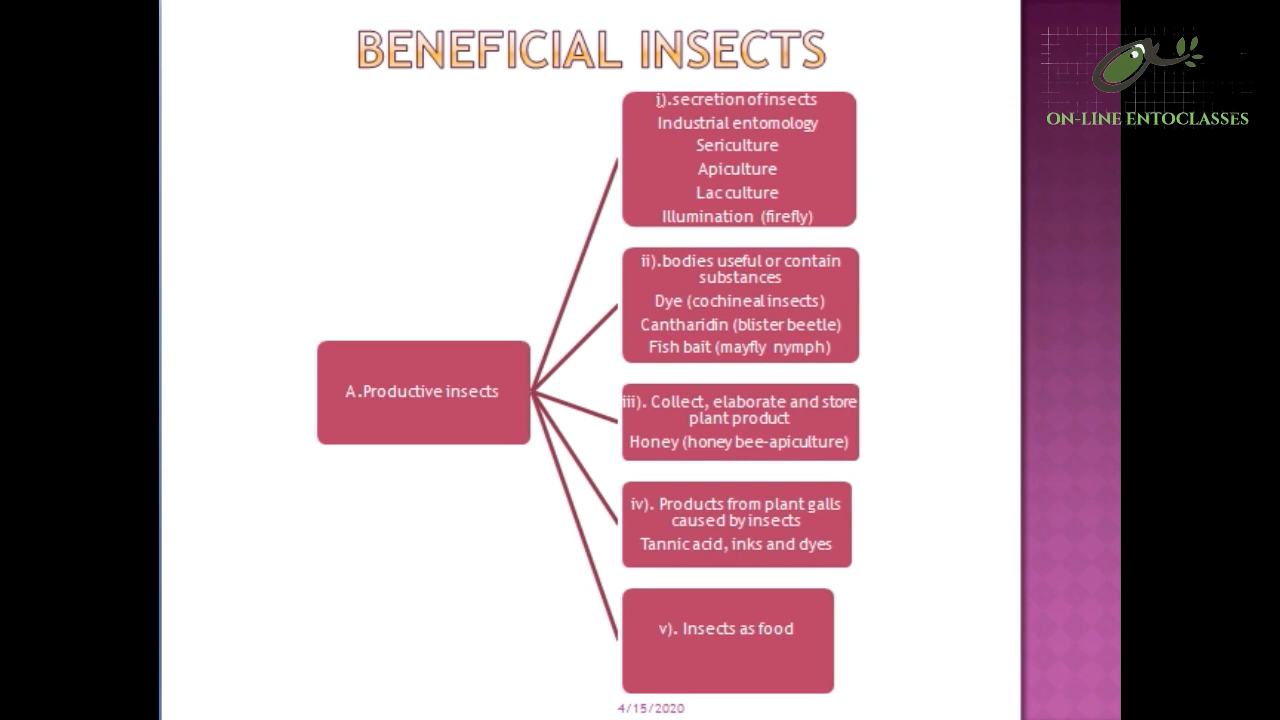 BENEFICIAL INSECTS
ON-LINE ENTOCLASSES
i).secretion of insects
Industrial entomology
Sericulture
Apiculture
Lac culture
Illumination (firefly)
ii).bodies useful or contain
substances
Dye (cochineal insects)
Cantharidin (blister beetle)
Fish bait (mayfly nymph)
A.Productive insects
iii). Collect, elaborate and store
plant product
Honey (honey bee-apiculture)
iv). Products from plant galls
caused by insects
Tannic acid, inks and dyes
v). Insects as food
4/15/2020